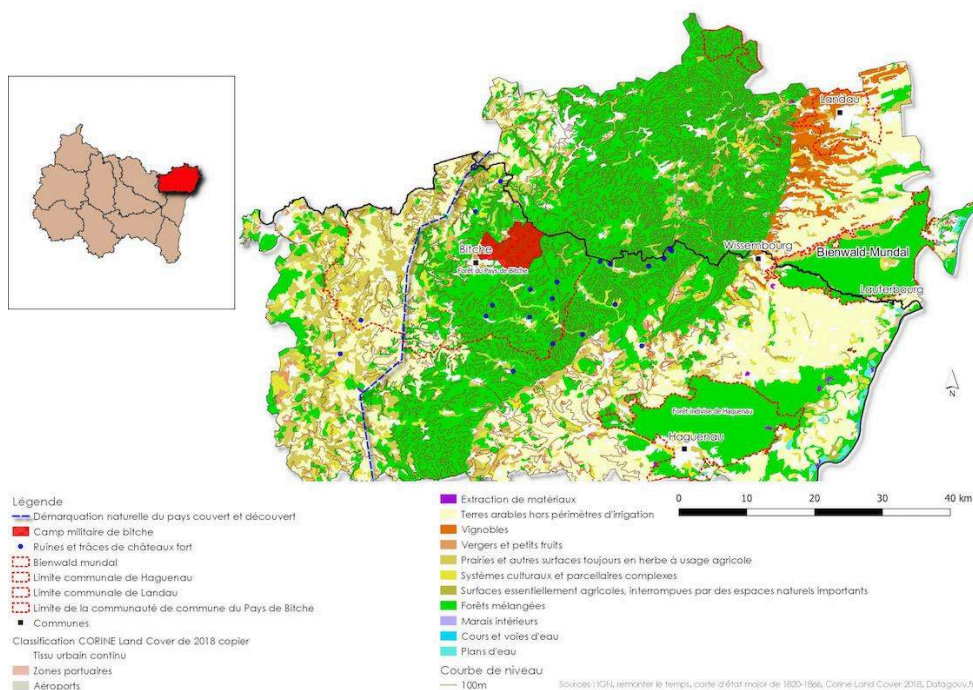 Landau
Bitche
Forêt du Pays de Bitche
Wissembourg
Bienwald-Mundal
Lauterbourg
Forêt indivise de Haguenau
Haguenau
N
Légende
Démarquation naturelle du pays couvert et découvert
Camp militaire de bitche
Ruines et trâces de châteaux fort
Bienwald mundal
Limite communale de Haguenau
Limite communale de Landau
Limite de la communauté de commune du Pays de Bitche
Communes
Classification CORINE Land Cover de 2018 copier
Tissu urbain continu
Zones portuaires
Aéroports
Extraction de matériaux
Terres arables hors périmètres d'irrigation
Vignobles
Vergers et petits fruits
Prairies et autres surfaces toujours en herbe à usage agricole
Systèmes culturaux et parcellaires complexes
Surfaces essentiellement agricoles, interrompues par des espaces naturels importants
Forêts mélangées
Marais intérieurs
Cours et voies d'eau
Plans d'eau
Courbe de niveau
100m
0 10 20 30 40 km
Sources : IGN, remonter le temps, carte d'état major de 1820-1866, Corine Land Cover 2018, Datagouv.fr